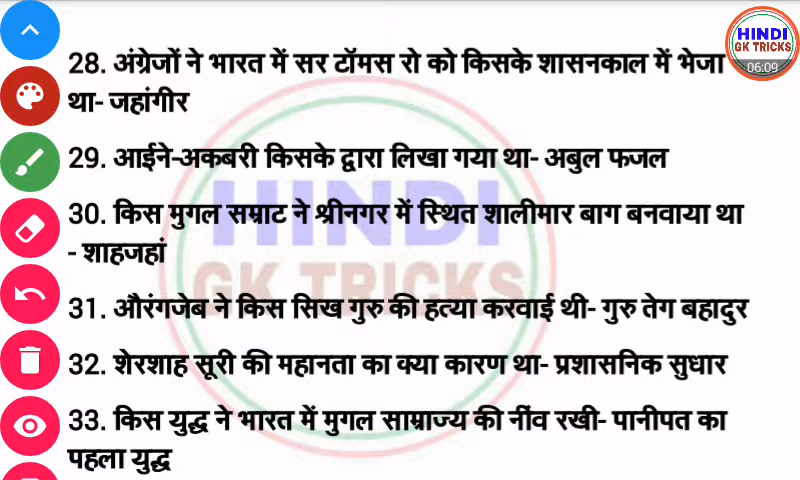 HINDI
GK TRICKS
06:09
28. अंग्रेजों ने भारत में सर टॉमस रो को किसके शासनकाल में भेजा
था- जहांगीर
29. आईने-अकबरी किसके द्वारा लिखा गया था- अबुल फजल
30. किस मुगल सम्राट ने श्रीनगर में स्थित शालीमार बाग बनवाया था
- शाहजहां
31. औरंगजेब ने किस सिख गुरु की हत्या करवाई थी- गुरु तेग बहादुर
32. शेरशाह सूरी की महानता का क्या कारण था- प्रशासनिक सुधार
33. किस युद्ध ने भारत में मुगल साम्राज्य की नींव रखी- पानीपत का
पहला युद्ध
HINDI
GK TRICKS